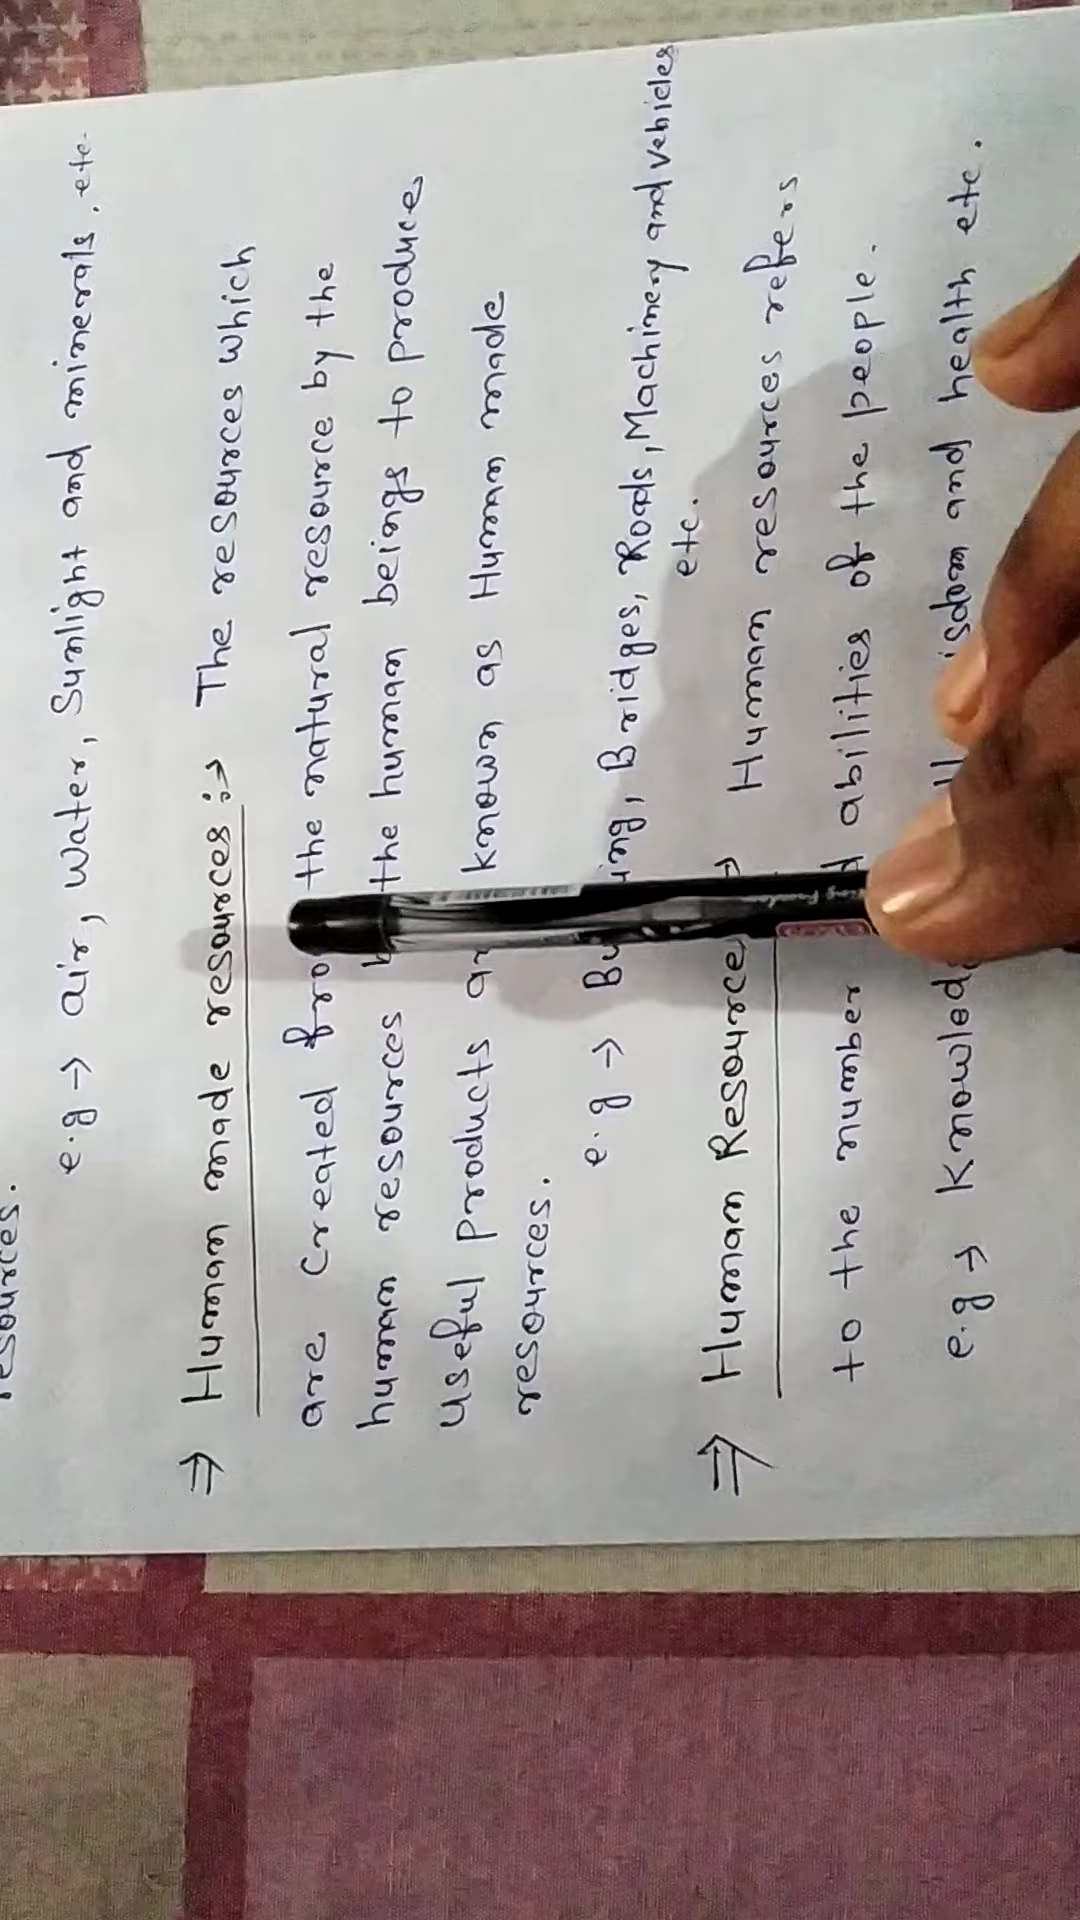 resources.
e.g → air, Water, Sunlight and minerals. etc.
⇒ Human made resources :→ The resources which
are created fro the natural resource by the
human resources the human beings to produce
Useful products known as Human made
resources.
e.g → Bu ing, Bridges, Roads, Machinery and vehicles
etc.
⇒ Human Resource → Human resources refers
to the number abilities of the people.
e.g → Knowled isdom and health etc.